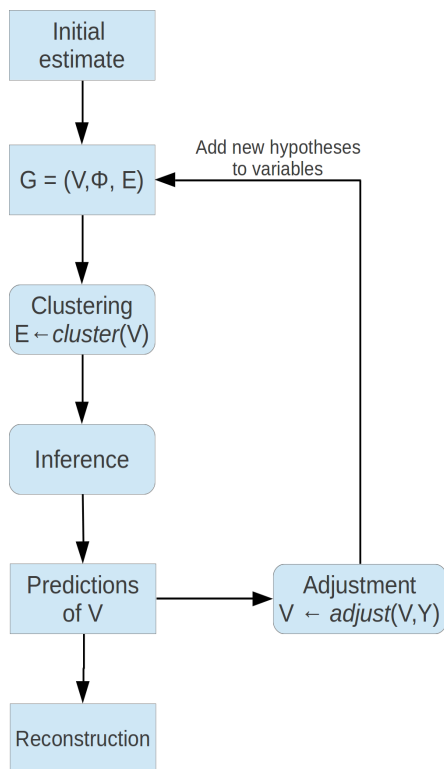 Initial
estimate
Add new hypotheses
to variables
G = (V,Φ, E)
Clustering
E←cluster(V)
Inference
Predictions
of V
Adjustment
V ← adjust(V,Y)
Reconstruction